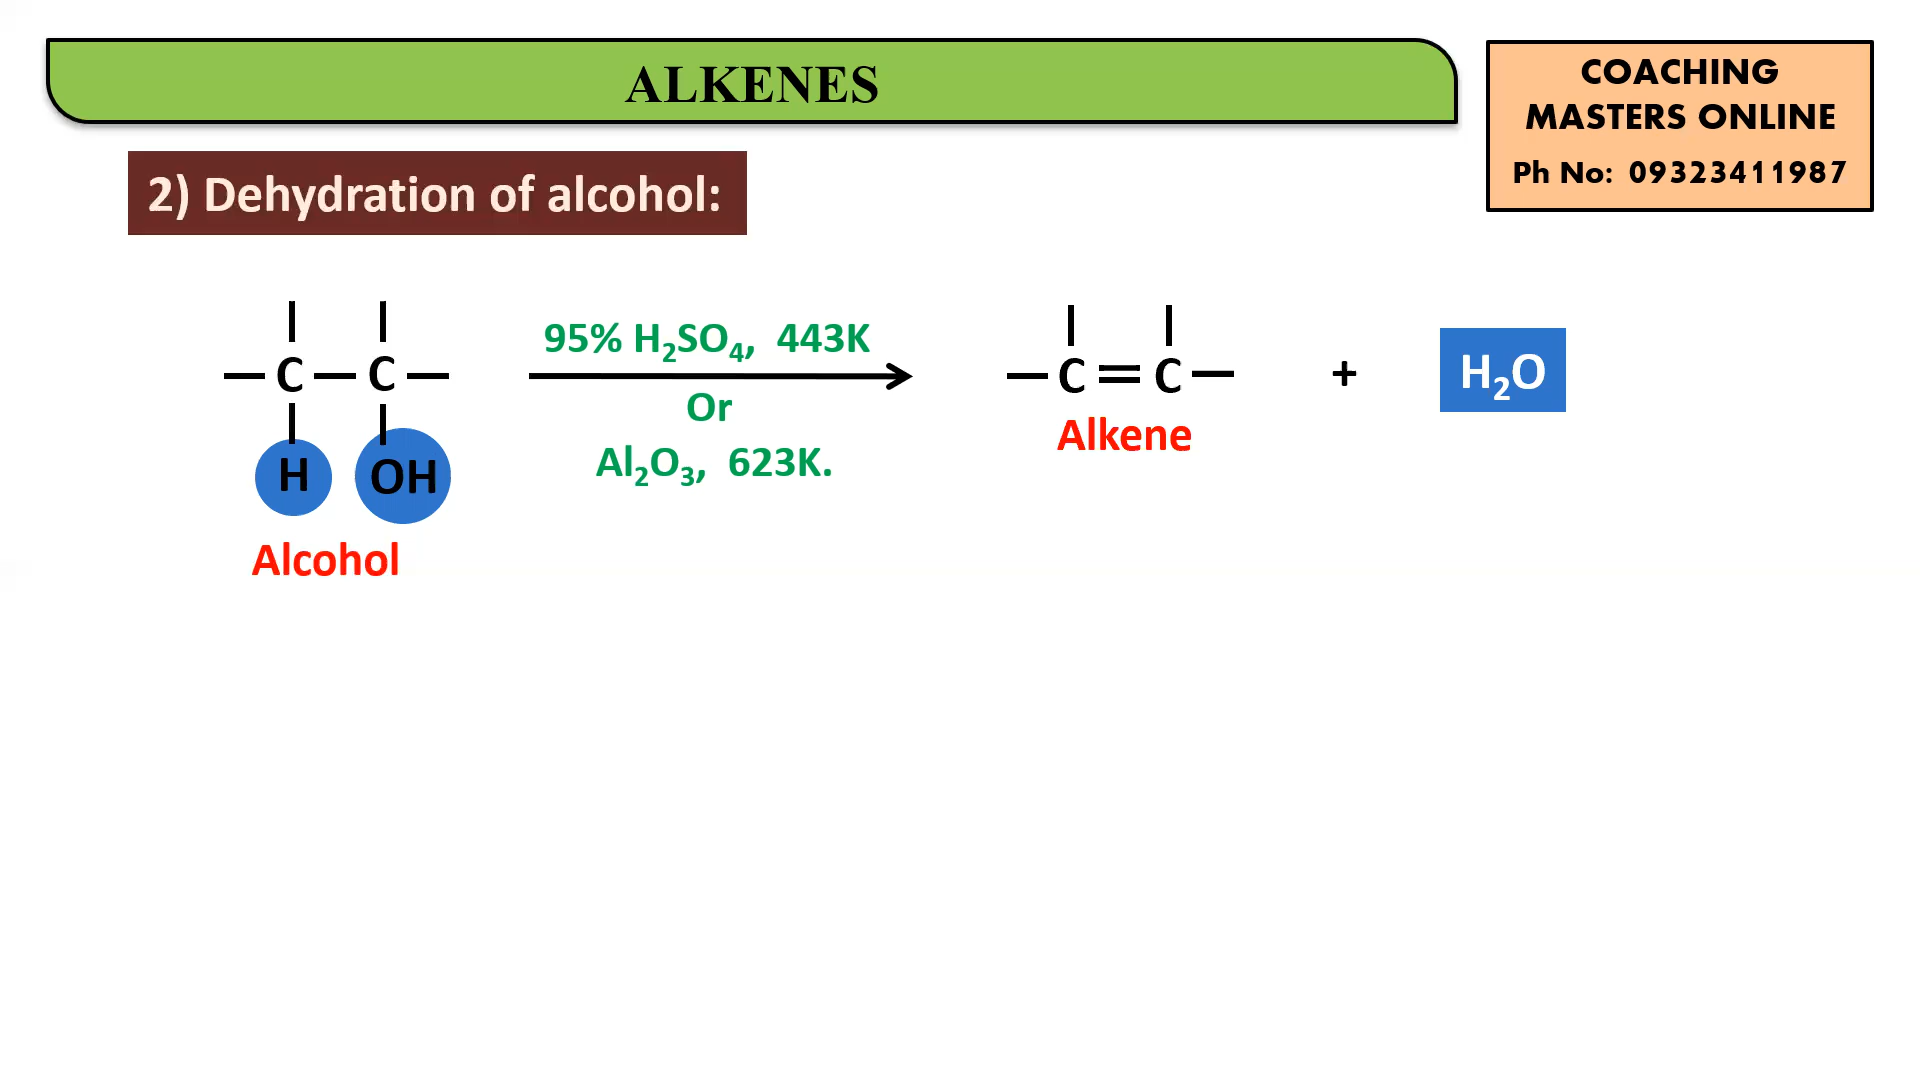 ALKENES
COACHING
MASTERS ONLINE
Ph No: 09323411987
2) Dehydration of alcohol:
95% H₂SO₄, 443K
C C
Or
Al₂O₃, 623K.
H OH
Alcohol
C = C
Alkene
+
H₂O